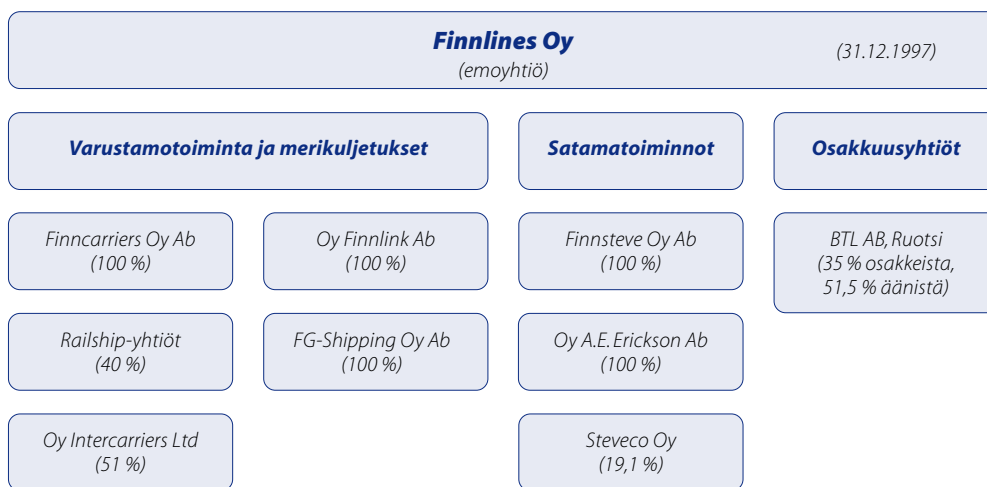 Finnlines Oy
(emoyhtiö)
(31.12.1997)
Varustamotoiminta ja merikuljetukset
Satamatoiminnot
Osakkuusyhtiöt
Finncarriers Oy Ab
(100 %)
Oy Finnlink Ab
(100 %)
Finnsteve Oy Ab
(100 %)
BTL AB, Ruotsi
(35 % osakkeista,
51,5 % äänistä)
Railship-yhtiöt
(40 %)
FG-Shipping Oy Ab
(100 %)
Oy A.E. Erickson Ab
(100 %)
Oy Intercarriers Ltd
(51 %)
Steveco Oy
(19,1 %)